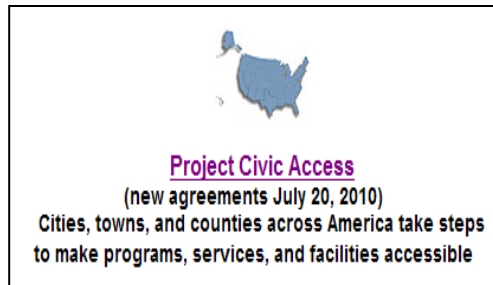 Project Civic Access
(new agreements July 20, 2010)
Cities, towns, and counties across America take steps
to make programs, services, and facilities accessible